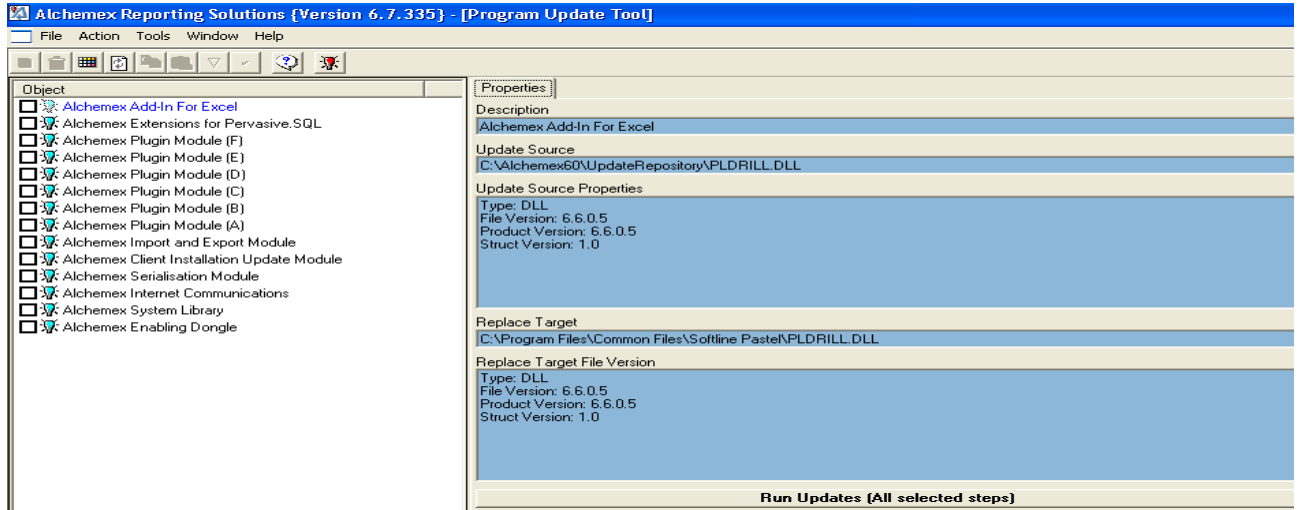 Alchemex Reporting Solutions {Version 6.7.335} - [Program Update Tool]
File Action Tools Window Help
Object
Alchemex Add-In For Excel
Alchemex Extensions for Pervasive.SQL
Alchemex Plugin Module (F)
Alchemex Plugin Module (E)
Alchemex Plugin Module (D)
Alchemex Plugin Module (C)
Alchemex Plugin Module (B)
Alchemex Plugin Module (A)
Alchemex Import and Export Module
Alchemex Client Installation Update Module
Alchemex Serialisation Module
Alchemex Internet Communications
Alchemex System Library
Alchemex Enabling Dongle
Properties
Description
Alchemex Add-In For Excel
Update Source
C:\Alchemex60\UpdateRepository\PLDRILL.DLL
Update Source Properties
Type: DLL
File Version: 6.6.0.5
Product Version: 6.6.0.5
Struct Version: 1.0
Replace Target
C:\Program Files\Common Files\Softline Pastel\PLDRILL.DLL
Replace Target File Version
Type: DLL
File Version: 6.6.0.5
Product Version: 6.6.0.5
Struct Version: 1.0
Run Updates (All selected steps)